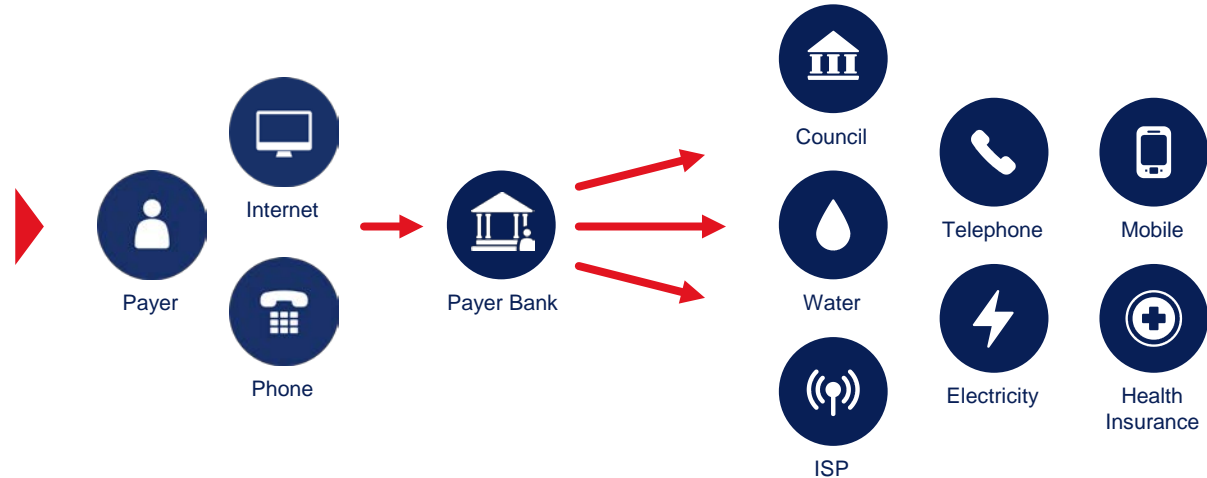 Internet
Payer
Phone
Payer Bank
Council
Water
ISP
Telephone
Mobile
Electricity
Health
Insurance